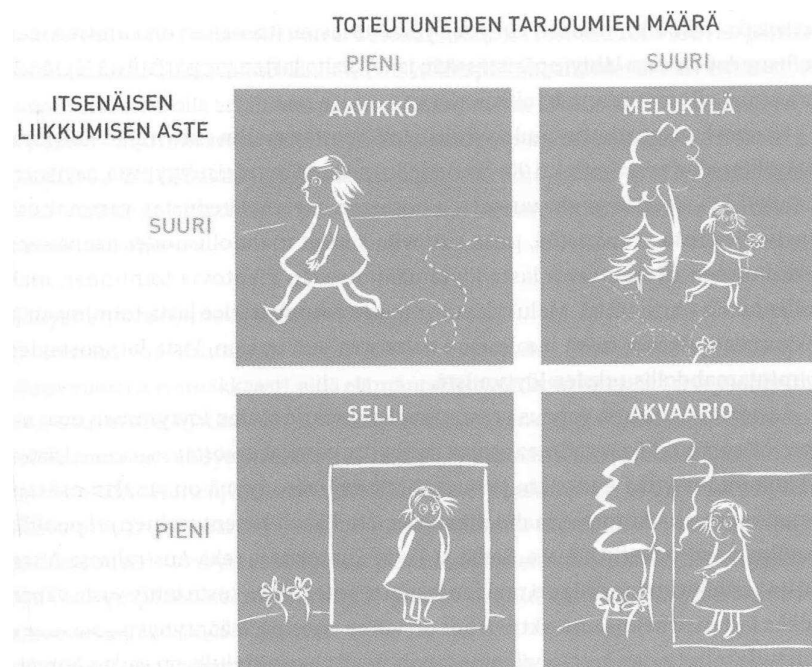 TOTEUTUNEIDEN TARJOUMIEN MÄÄRÄ
PIENI
SUURI
ITSENÄISEN
LIIKKUMISEN ASTE
AAVIKKO
MELUKYLÄ
SUURI
SELLI
AKVAARIO
PIENI